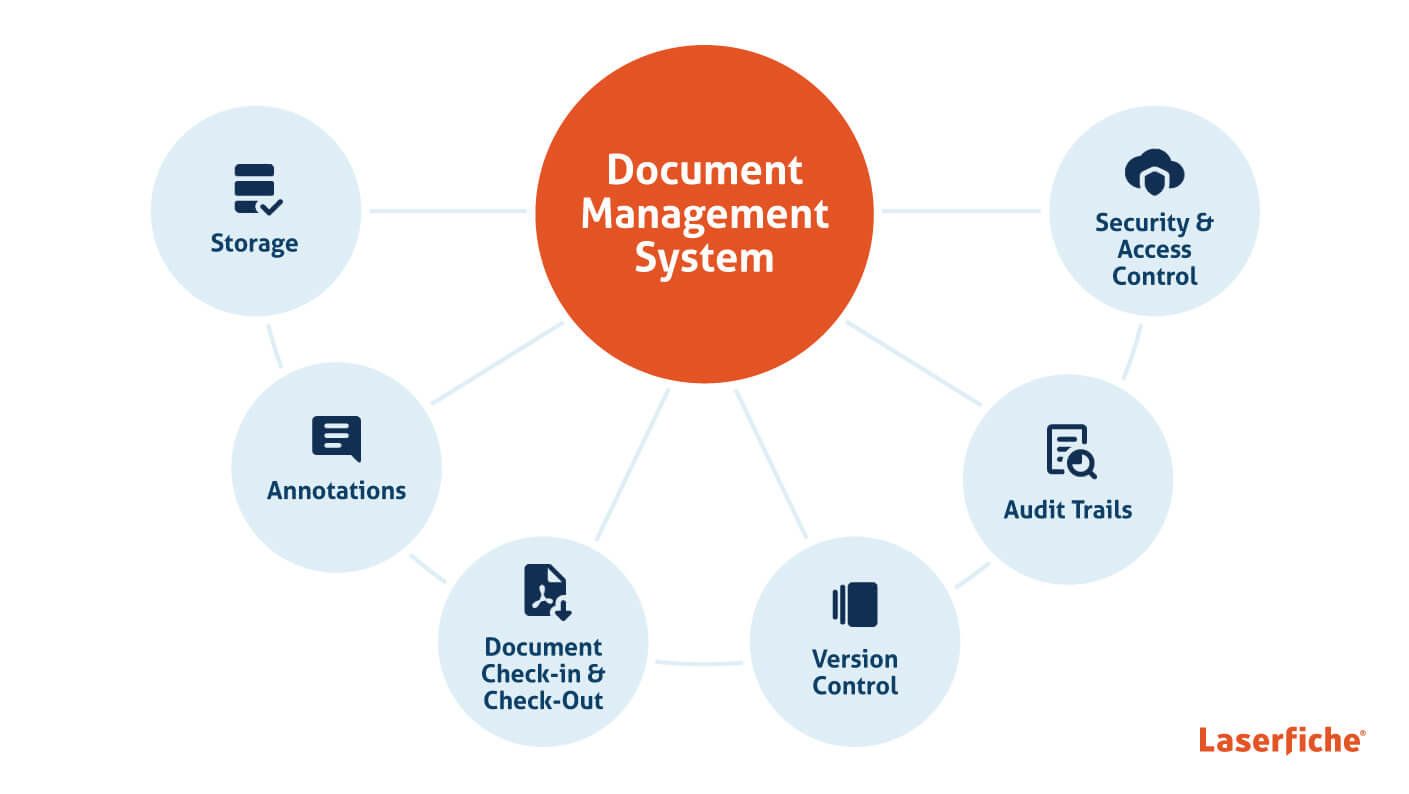 Document
Management
System
Storage
Security &
Access
Control
Annotations
Audit Trails
Document
Check-in &
Check-Out
Version
Control
Laserfiche®